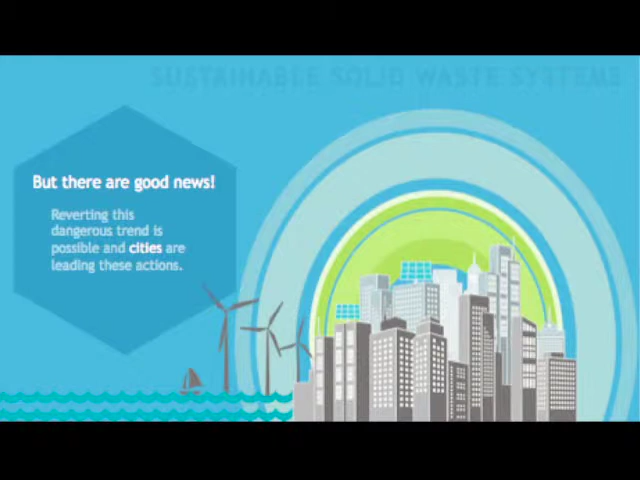 SUSTAINABLE SOLID WASTE SYSTEMS
But there are good news!
Reverting this
dangerous trend is
possible and cities are
leading these actions.